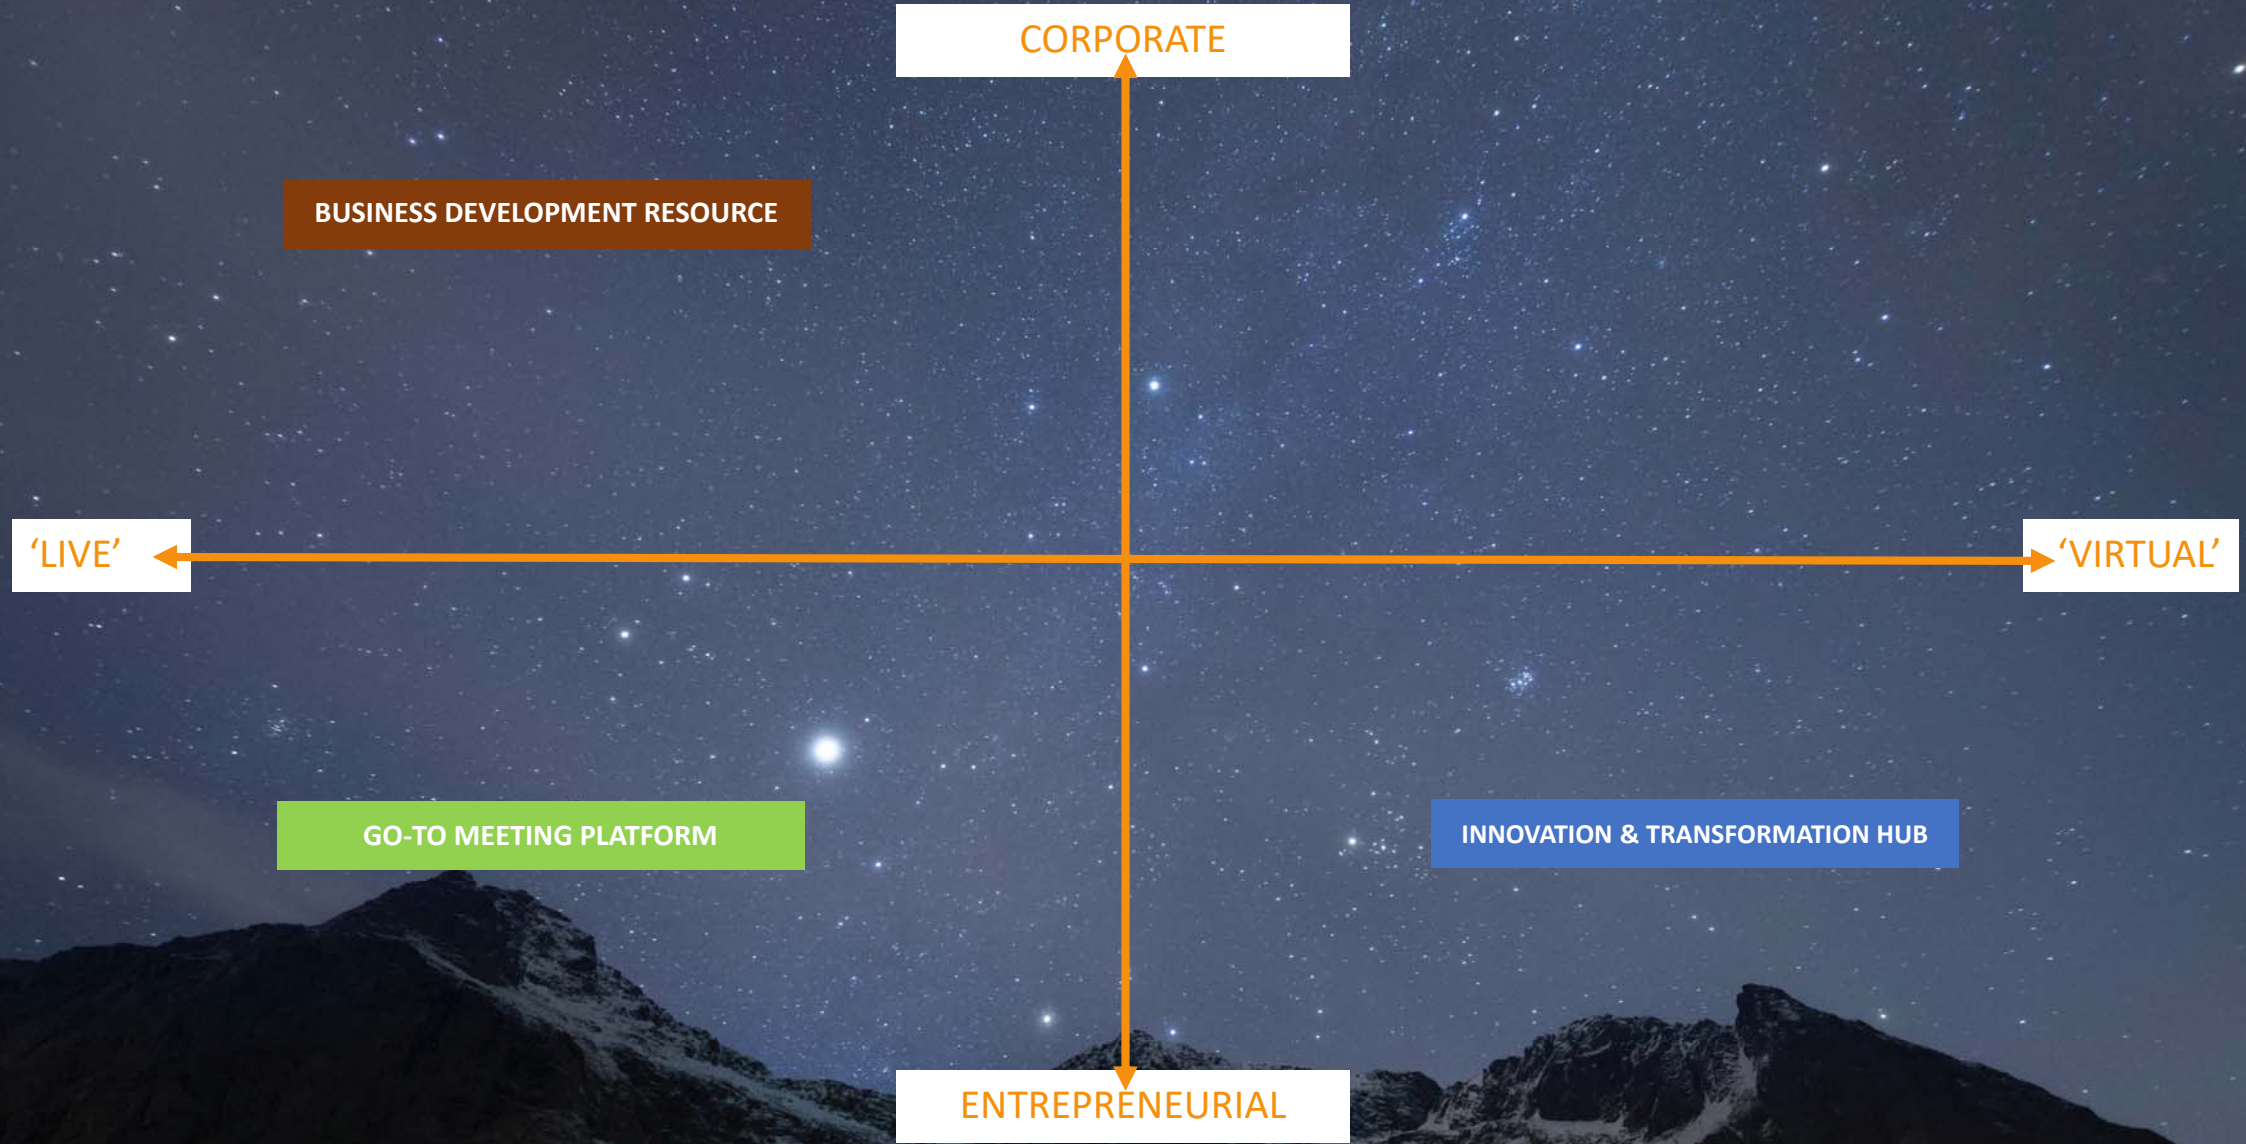 CORPORATE
BUSINESS DEVELOPMENT RESOURCE
‘LIVE’
‘VIRTUAL’
GO-TO MEETING PLATFORM
INNOVATION & TRANSFORMATION HUB
ENTREPRENEURIAL